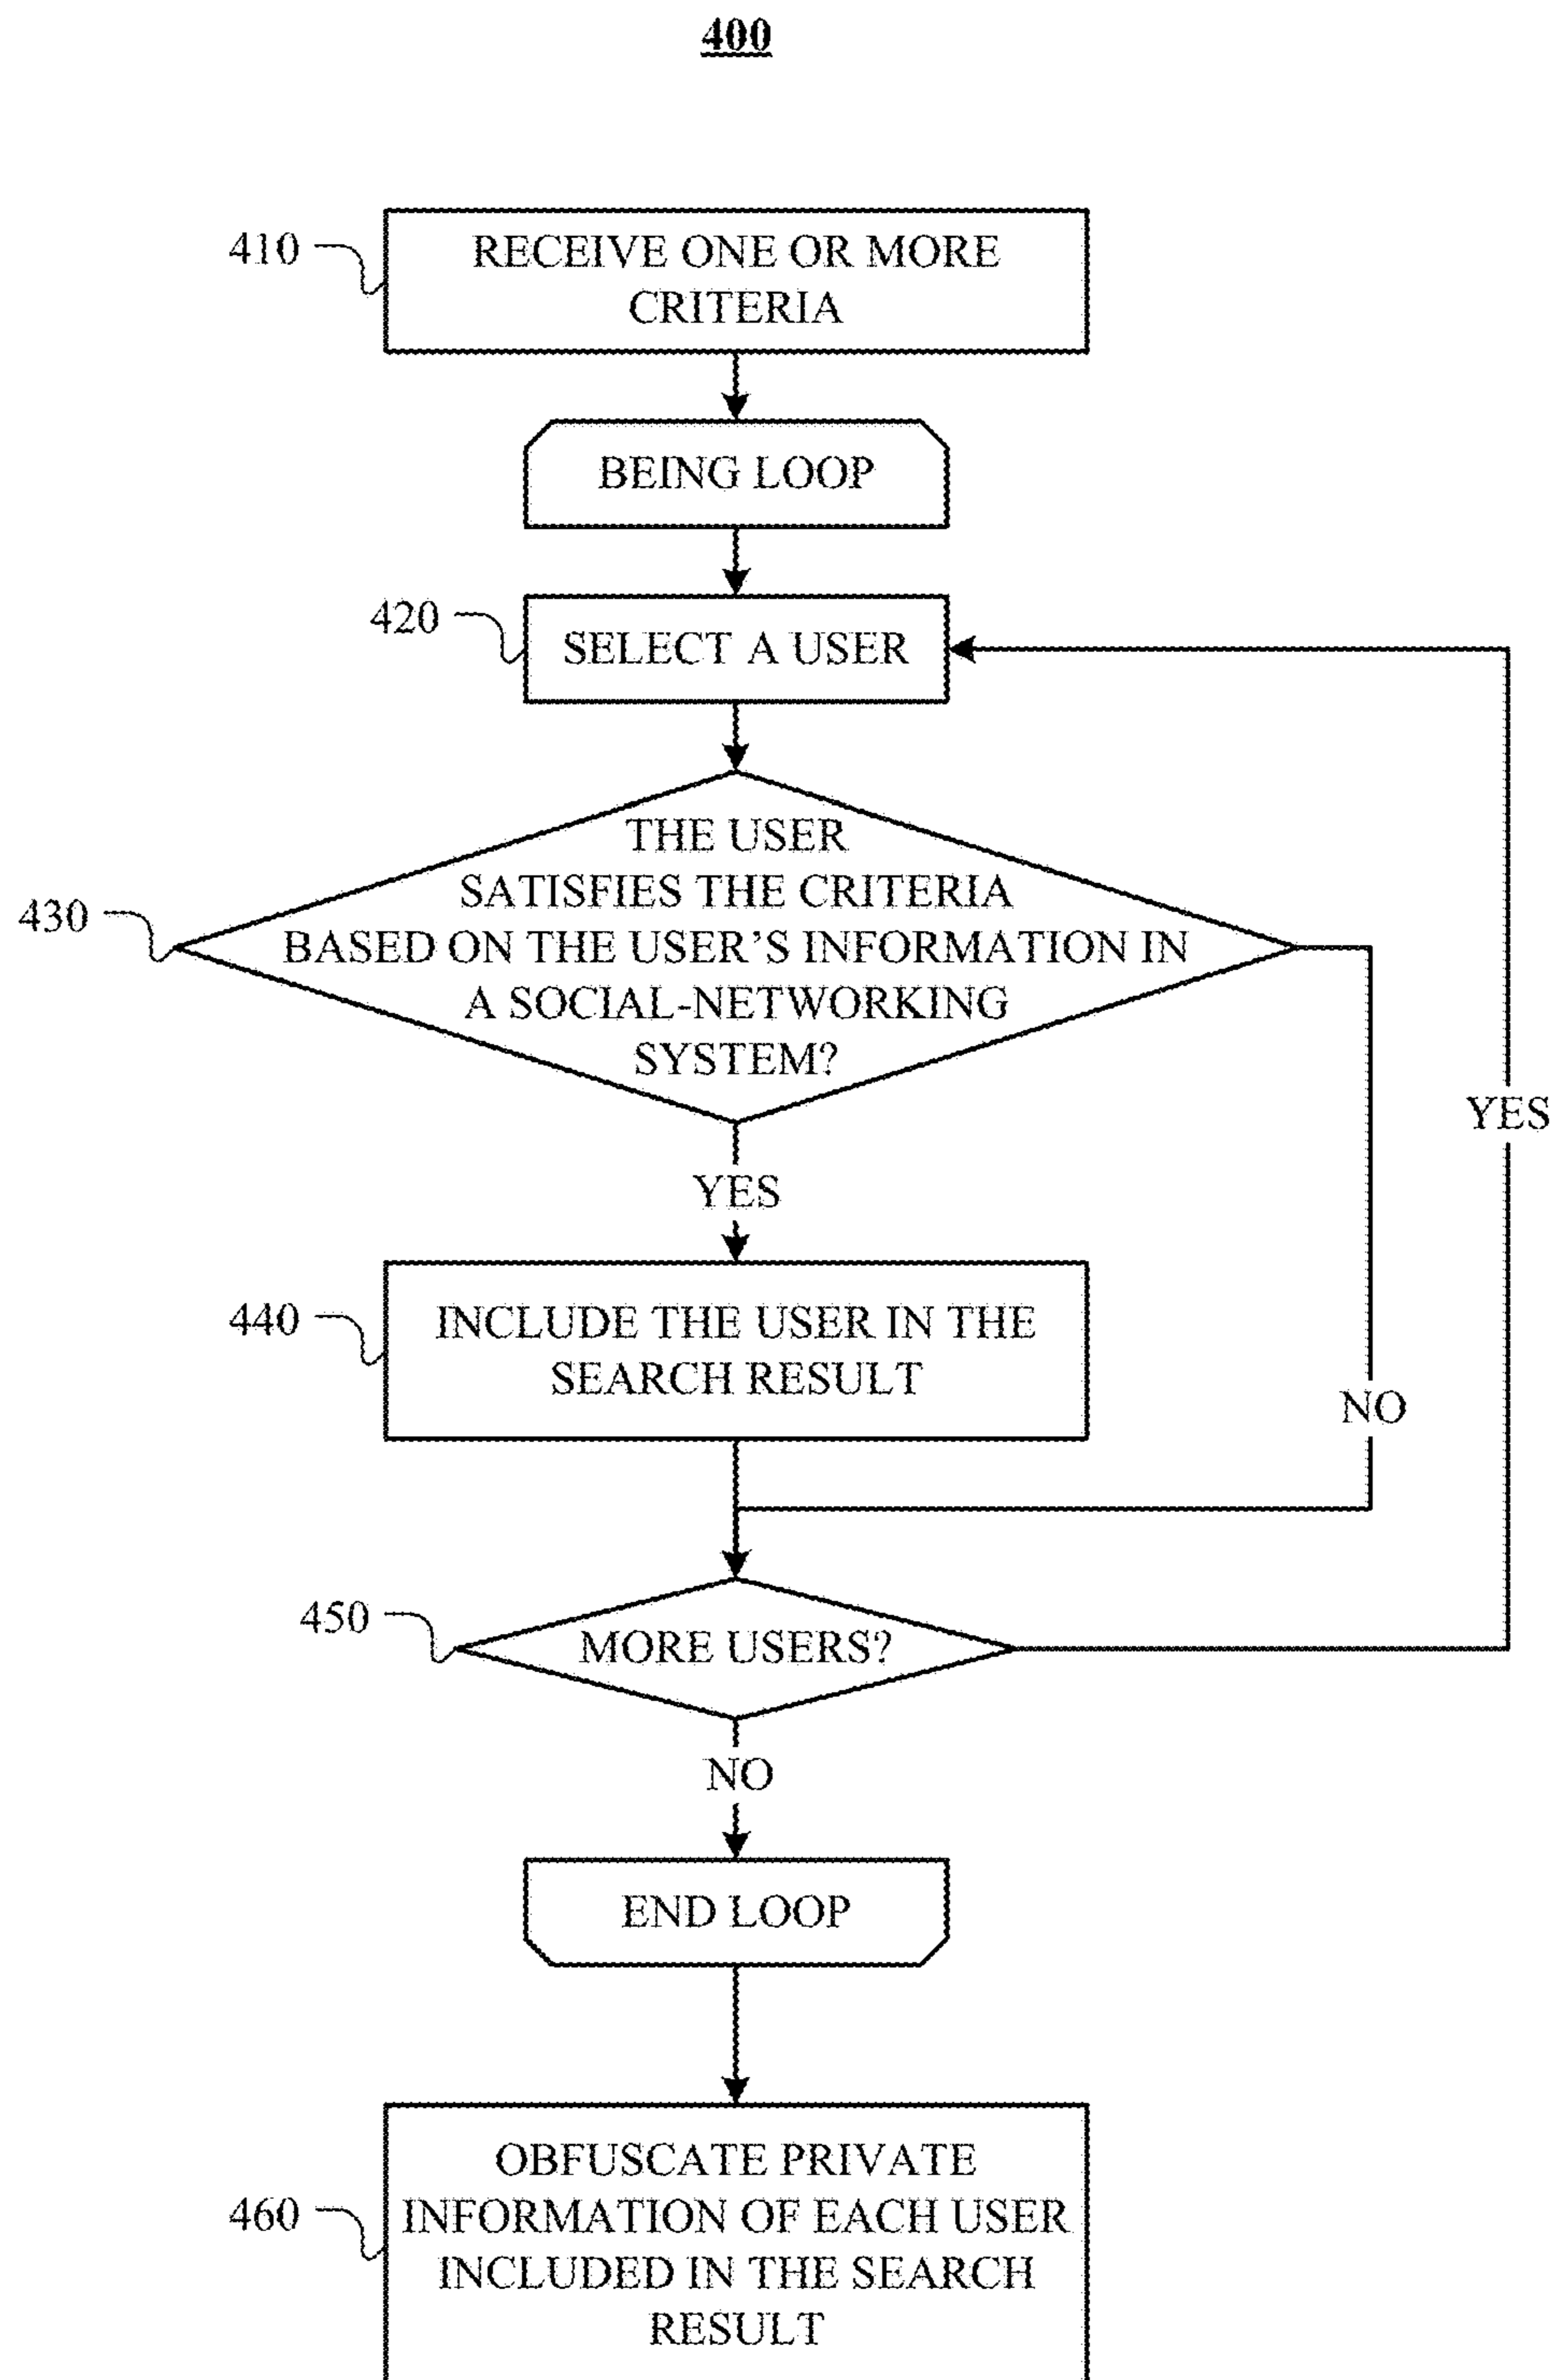 400
410
RECEIVE ONE OR MORE
CRITERIA
BEING LOOP
420
SELECT A USER
430
THE USER
SATISFIES THE CRITERIA
BASED ON THE USER'S INFORMATION IN
A SOCIAL-NETWORKING
SYSTEM?
YES
YES
440
INCLUDE THE USER IN THE
SEARCH RESULT
NO
450
MORE USERS?
NO
END LOOP
460
OBFUSCATE PRIVATE
INFORMATION OF EACH USER
INCLUDED IN THE SEARCH
RESULT